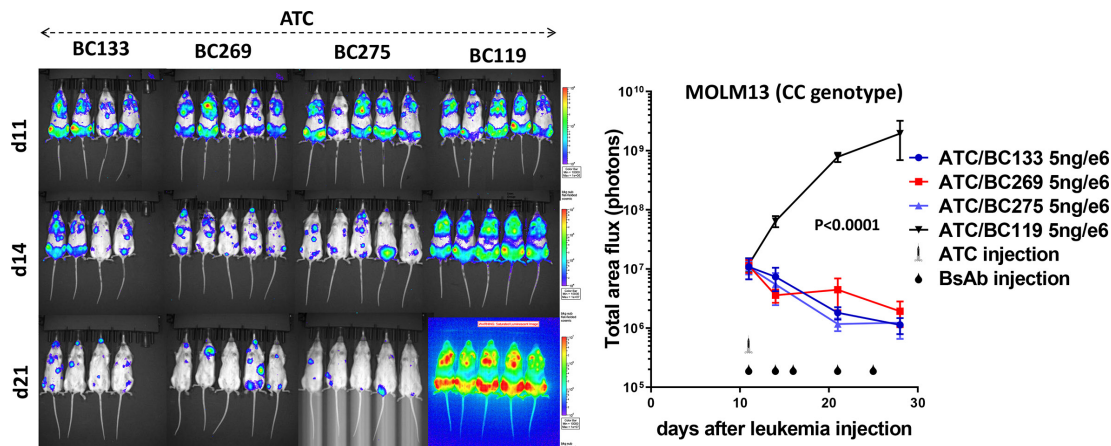 ATC
BC133 BC269 BC275 BC119
d11
d14
d21
MOLM13 (CC genotype)
Total area flux (photons)
10^10
10^9
10^8
10^7
10^6
10^5
P<0.0001
0 10 20 30
days after leukemia injection
ATC/BC133 5ng/e6
ATC/BC269 5ng/e6
ATC/BC275 5ng/e6
ATC/BC119 5ng/e6
ATC injection
BsAb injection